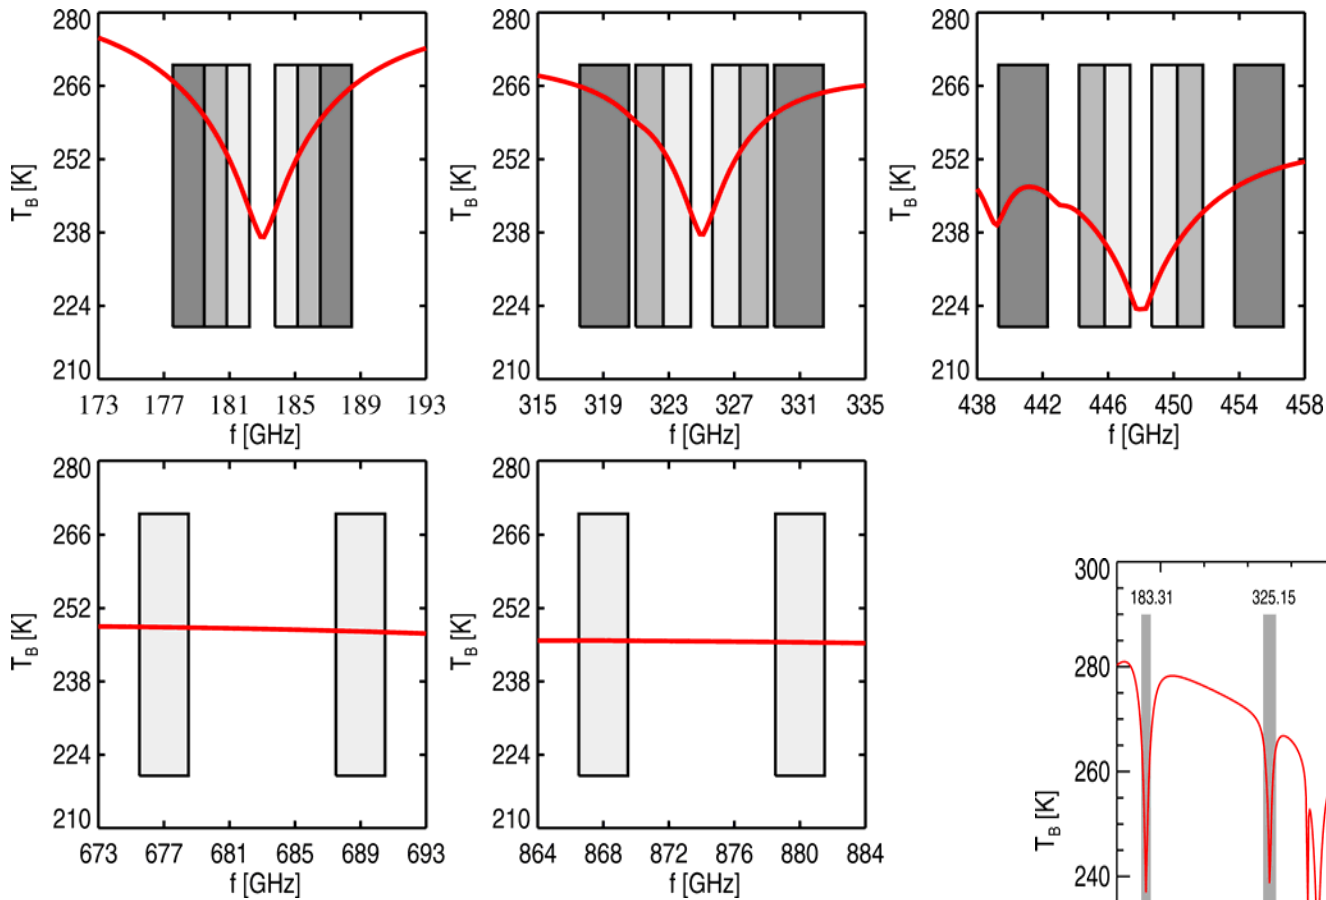 280
266
252
238
224
210
T_B [K]
173 177 181 185 189 193
f [GHz]
280
266
252
238
224
210
T_B [K]
315 319 323 327 331 335
f [GHz]
280
266
252
238
224
210
T_B [K]
438 442 446 450 454 458
f [GHz]
280
266
252
238
224
210
T_B [K]
673 677 681 685 689 693
f [GHz]
280
266
252
238
224
210
T_B [K]
864 868 872 876 880 884
f [GHz]
300
183.31 325.15
280
260
240
T_B [K]